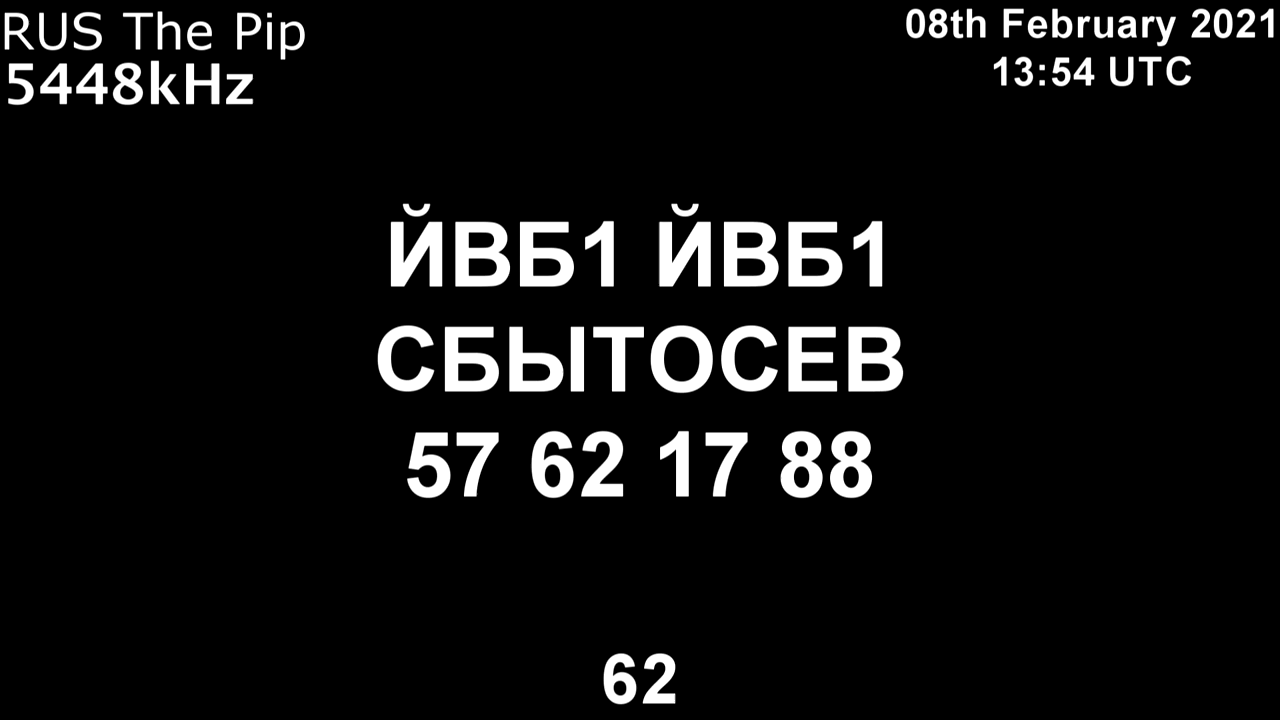 RUS The Pip
5448kHz
08th February 2021
13:54 UTC
ЙВБ1 ЙВБ1
СБЫТОСЕВ
57 62 17 88
62